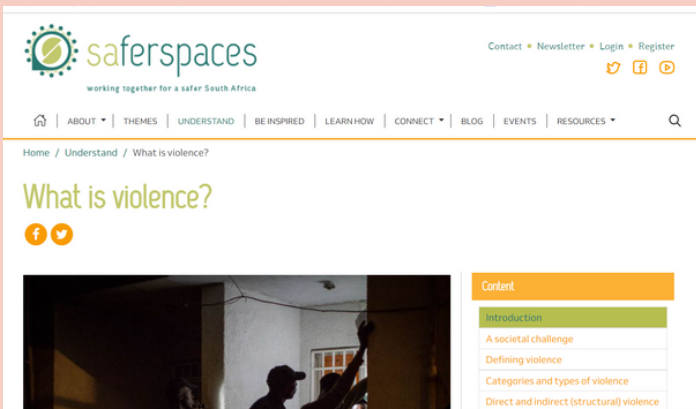 saferspaces
working together for a safer South Africa
Contact • Newsletter • Login • Register
ABOUT THEMES UNDERSTAND BE INSPIRED LEARN HOW CONNECT BLOG EVENTS RESOURCES
Home / Understand / What is violence?
What is violence?
Content
Introduction
A societal challenge
Defining violence
Categories and types of violence
Direct and indirect (structural) violence